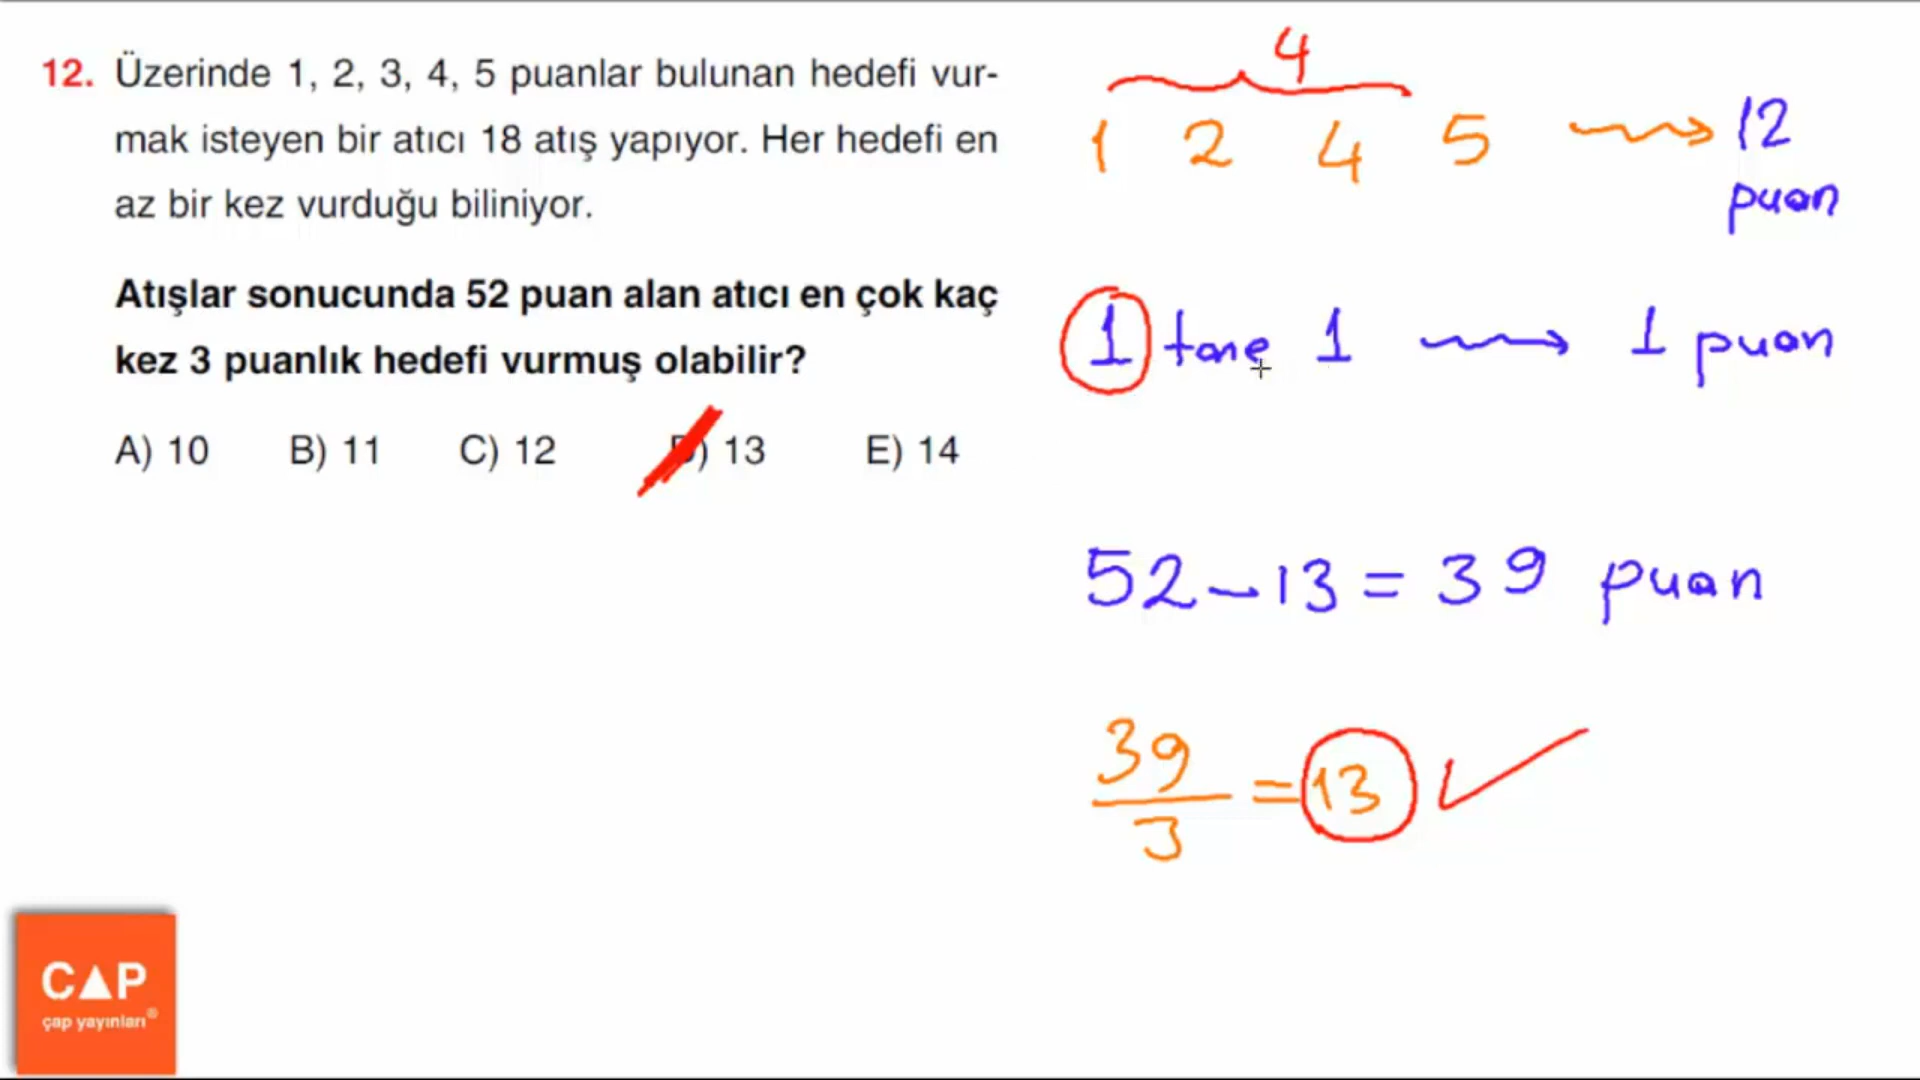 12. Üzerinde 1, 2, 3, 4, 5 puanlar bulunan hedefi vur-
mak isteyen bir atıcı 18 atış yapıyor. Her hedefi en
az bir kez vurduğu biliniyor.
Atışlar sonucunda 52 puan alan atıcı en çok kaç
kez 3 puanlık hedefi vurmuş olabilir?
A) 10 B) 11 C) 12 D) 13 E) 14
4
1 2 4 5 → 12
puan
1 tane 1 → 1 puan
52 - 13 = 39 puan
39
3
= 13
CAP
çap yayınları®